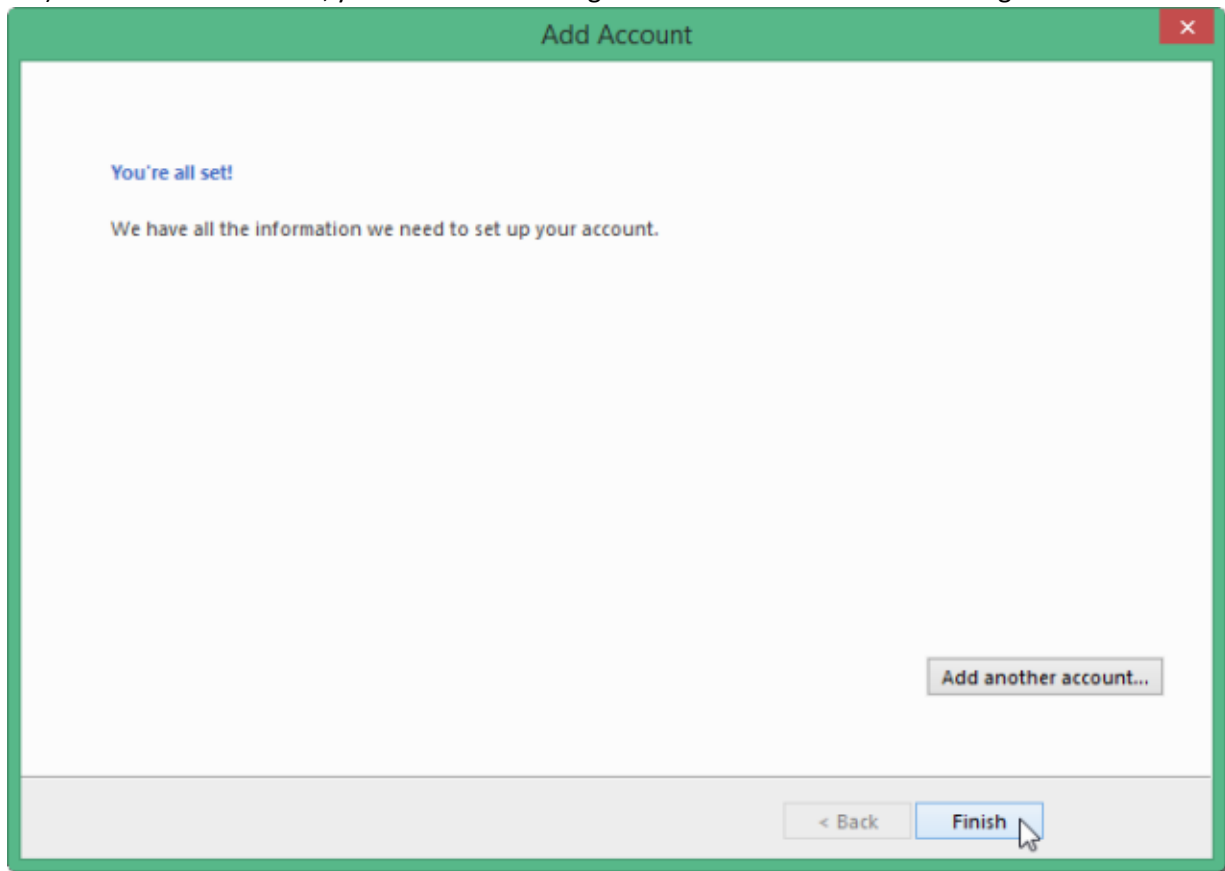 Add Account
You're all set!
We have all the information we need to set up your account.
Add another account...
< Back Finish